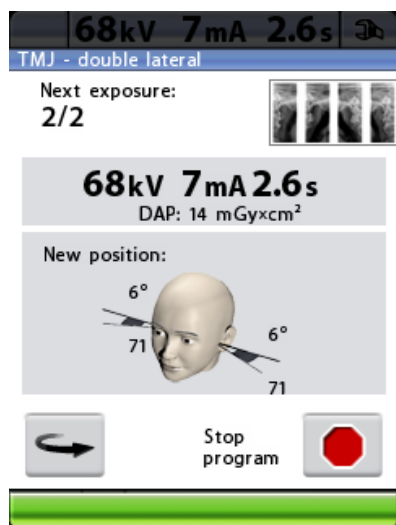 68kV 7mA 2.6s
TMJ - double lateral
Next exposure:
2/2
68kV 7mA 2.6s
DAP: 14 mGy×cm²
New position:
6°
6°
71
71
Stop
program